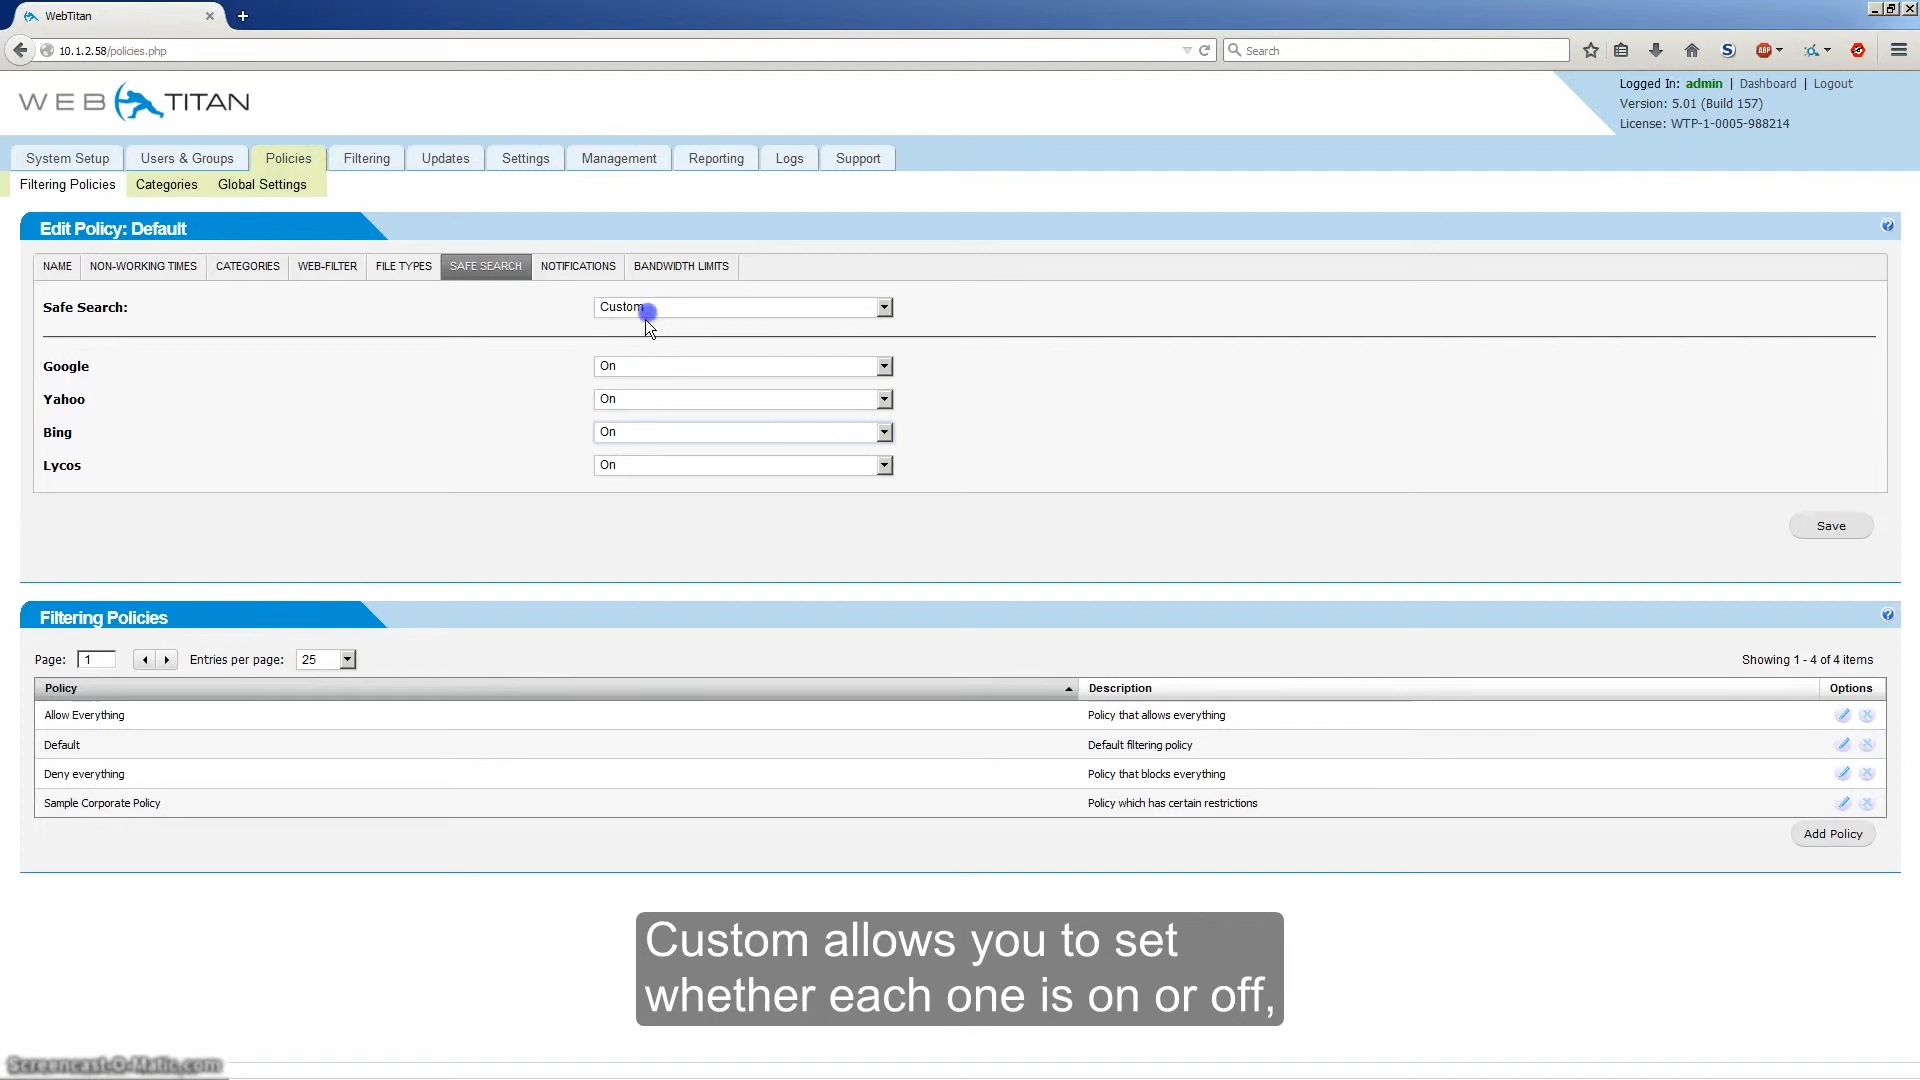 WebTitan
10.1.2.58/policies.php
Search
S
ABP
WEB TITAN
Logged In: admin | Dashboard | Logout
Version: 5.01 (Build 157)
License: WTP-1-0005-988214
System Setup Users & Groups Policies Filtering Updates Settings Management Reporting Logs Support
Filtering Policies Categories Global Settings
Edit Policy: Default
?
NAME NON-WORKING TIMES CATEGORIES WEB-FILTER FILE TYPES SAFE SEARCH NOTIFICATIONS BANDWIDTH LIMITS
Safe Search: Custom
Google On
Yahoo On
Bing On
Lycos On
Save
Filtering Policies
?
Page: 1 Entries per page: 25 Showing 1 - 4 of 4 items
Policy Description Options
Allow Everything Policy that allows everything
Default Default filtering policy
Deny everything Policy that blocks everything
Sample Corporate Policy Policy which has certain restrictions
Add Policy
Custom allows you to set
whether each one is on or off,
Screencast-O-Matic.com